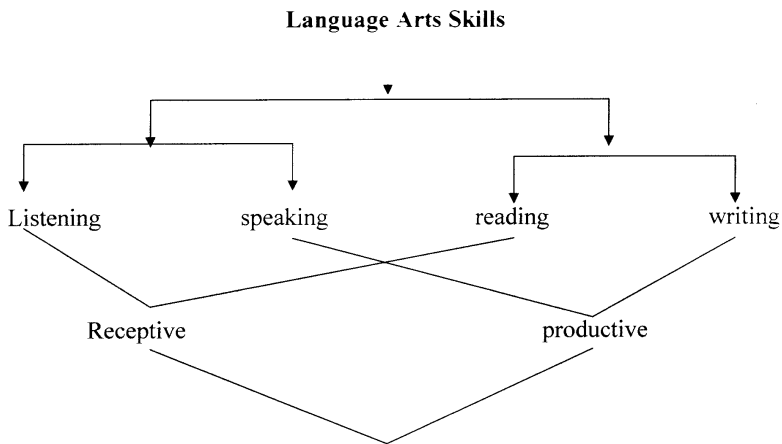 Language Arts Skills
Listening speaking reading writing
Receptive productive